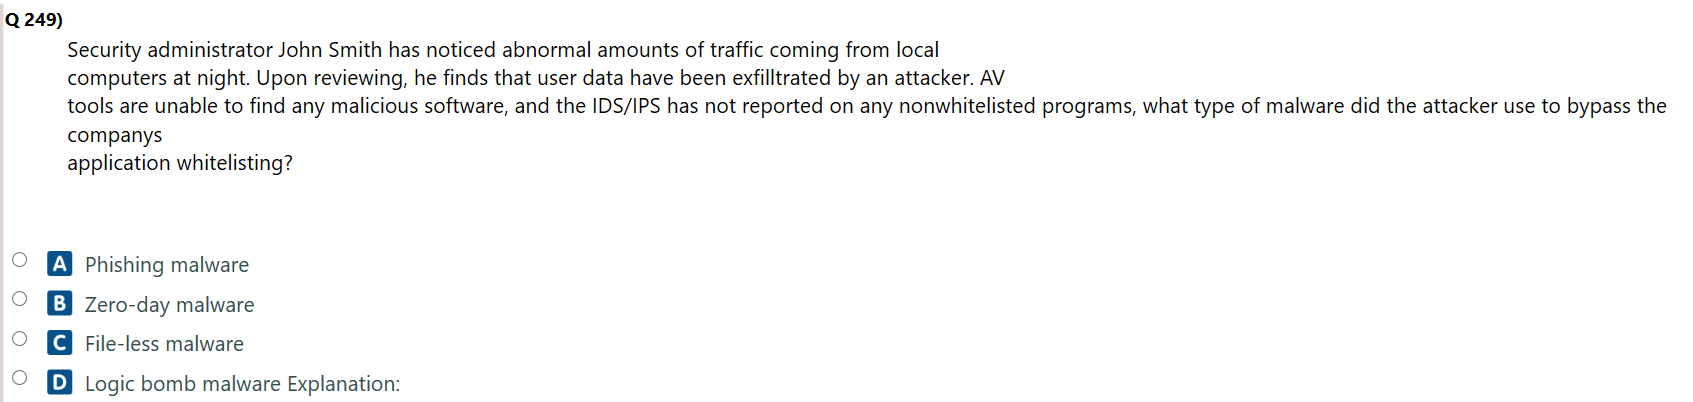 Q 249)
Security administrator John Smith has noticed abnormal amounts of traffic coming from local
computers at night. Upon reviewing, he finds that user data have been exfilltrated by an attacker. AV
tools are unable to find any malicious software, and the IDS/IPS has not reported on any nonwhitelisted programs, what type of malware did the attacker use to bypass the
companys
application whitelisting?
A Phishing malware
B Zero-day malware
C File-less malware
D Logic bomb malware Explanation: